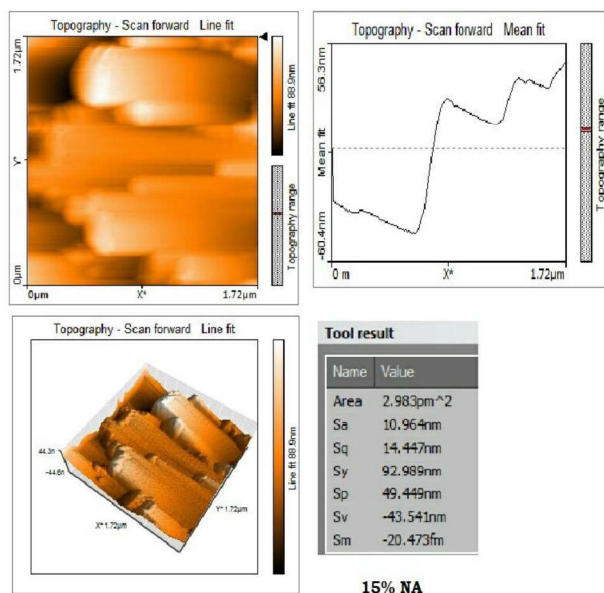 Topography - Scan forward Line fit
1.72µm
Y*
0µm
0µm
X*
1.72µm
Line fit 88.9nm
Topography range
Topography - Scan forward Mean fit
56.3nm
Mean fit
-60.4nm
0 m
X*
1.72µm
Topography range
Topography - Scan forward Line fit
44.3n
-44.6n
X* 1.72µm
Y* 1.72µm
Line fit 88.9nm
Tool result
Name Value
Area 2.983pm^2
Sa 10.964nm
Sq 14.447nm
Sy 92.989nm
Sp 49.449nm
Sv -43.541nm
Sm -20.473fm
15% NA